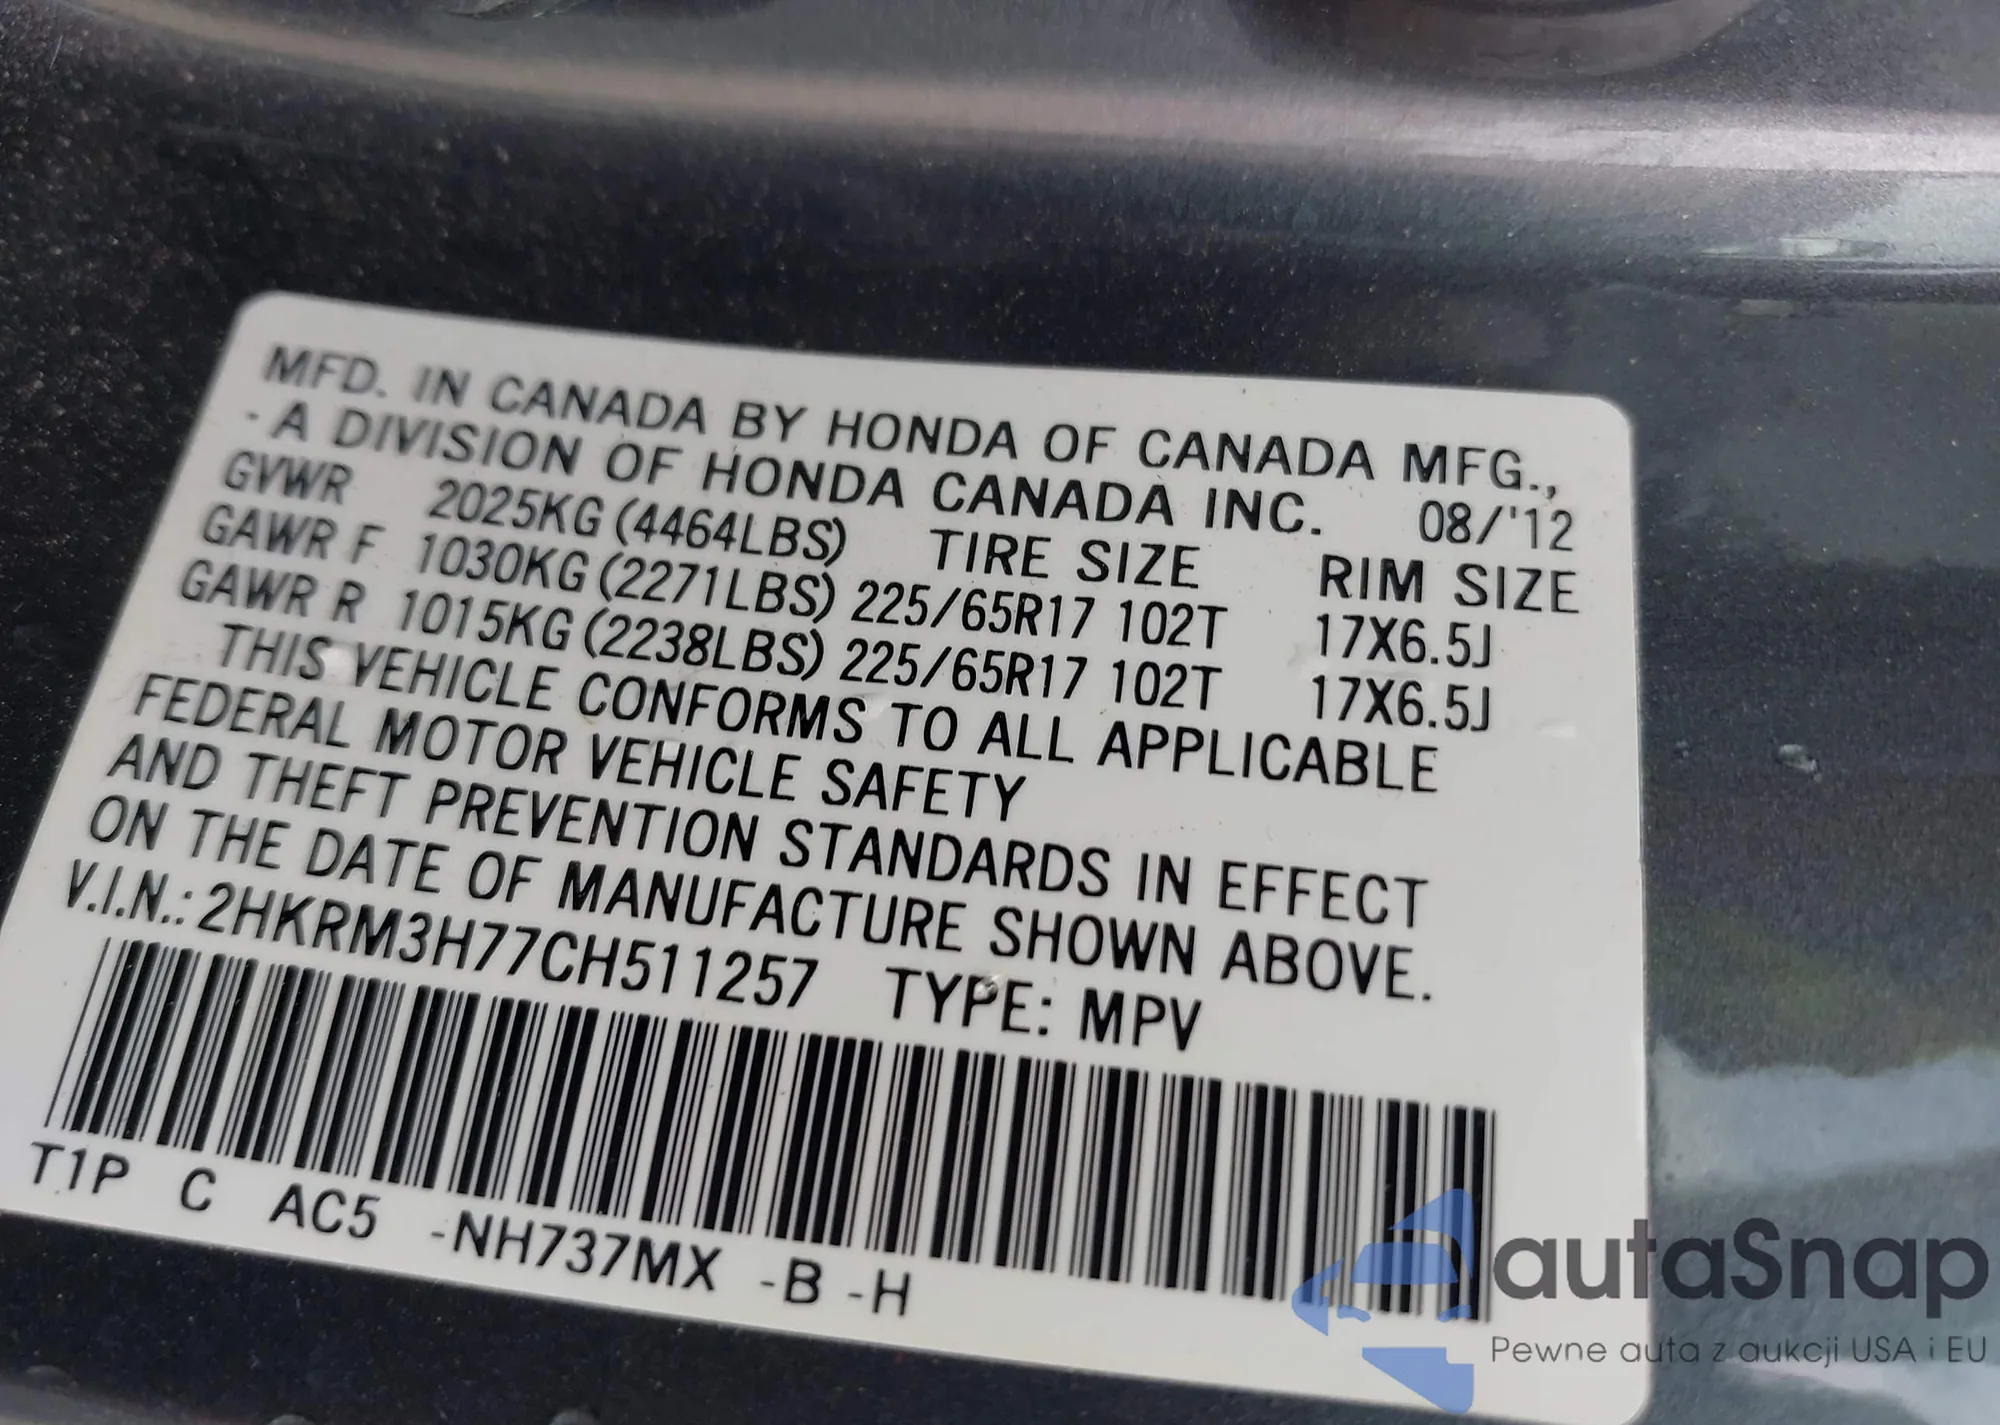 MFD. IN CANADA BY HONDA OF CANADA MFG.,
- A DIVISION OF HONDA CANADA INC. 08/'12
GVWR 2025KG (4464LBS) TIRE SIZE RIM SIZE
GAWR F 1030KG (2271LBS) 225/65R17 102T 17X6.5J
GAWR R 1015KG (2238LBS) 225/65R17 102T 17X6.5J
THIS VEHICLE CONFORMS TO ALL APPLICABLE
FEDERAL MOTOR VEHICLE SAFETY
AND THEFT PREVENTION STANDARDS IN EFFECT
ON THE DATE OF MANUFACTURE SHOWN ABOVE.
V.I.N.: 2HKRM3H77CH511257 TYPE: MPV
T1P C AC5 -NH737MX -B -H
autaSnap
Pewne auta z aukcji USA i EU